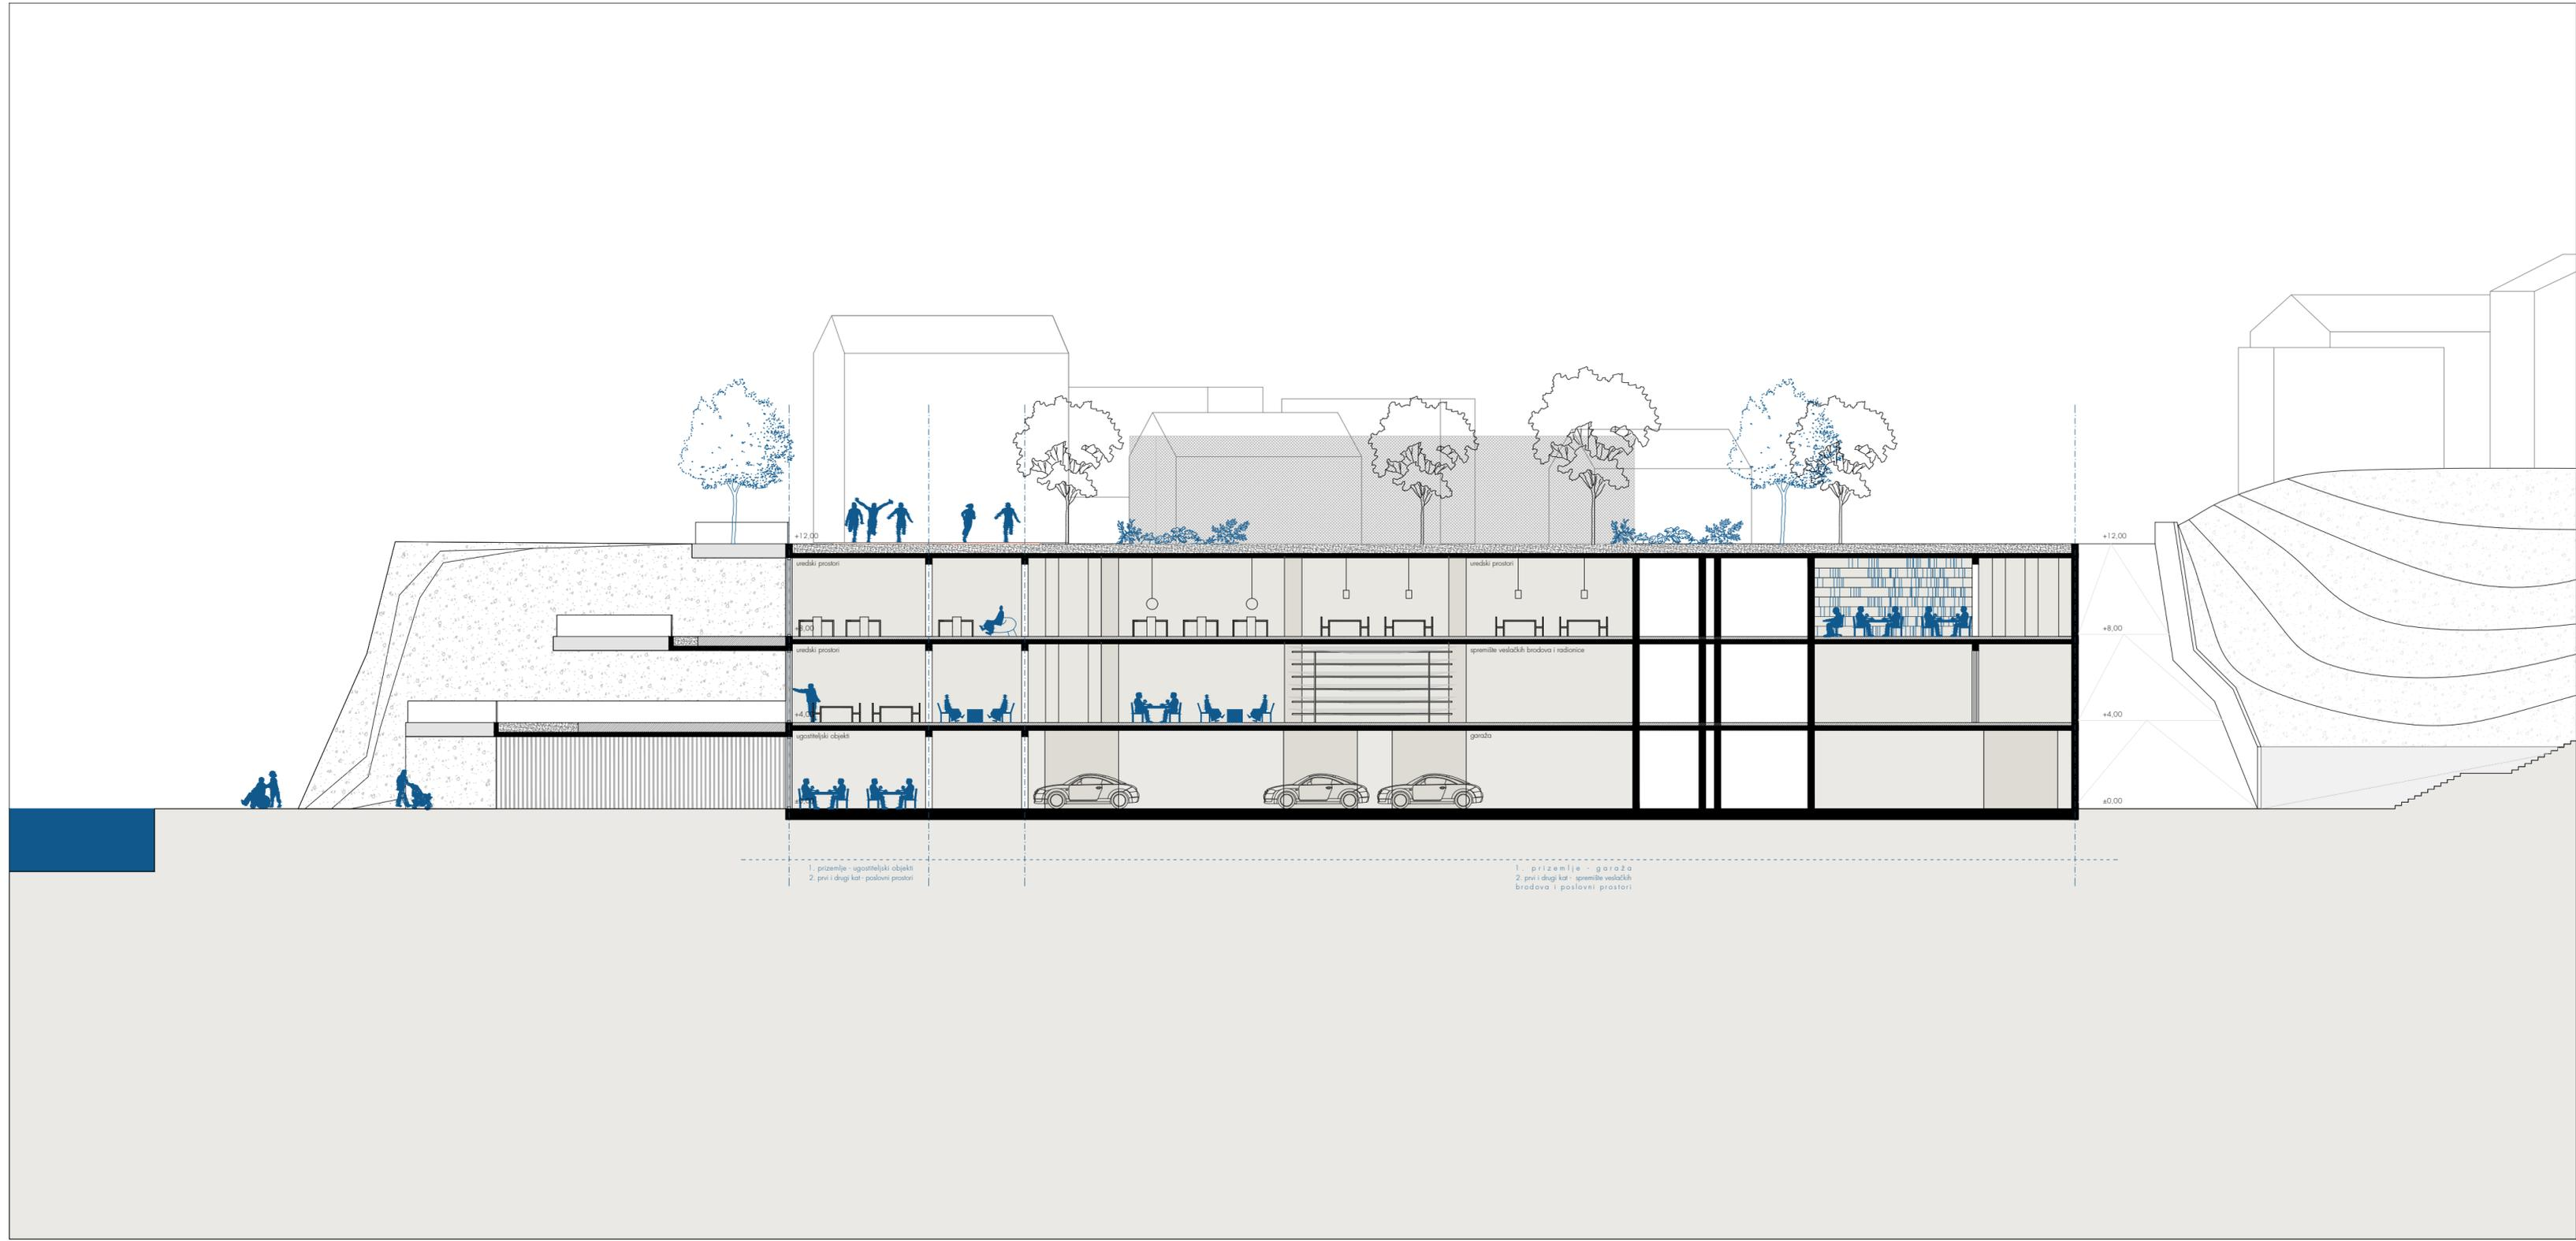 +12,00
+12,00
uredski prostori
uredski prostori
+8,00
+8,00
uredski prostori
spremište veslačkih brodova i radionice
+4,00
ugostiteljski objekti
garaža
±0,00
1. prizemlje - ugostiteljski objekti
2. prvi i drugi kat - poslovni prostori
1. prizemlje - garaža
2. prvi i drugi kat - spremište veslačkih
brodova i poslovni prostori